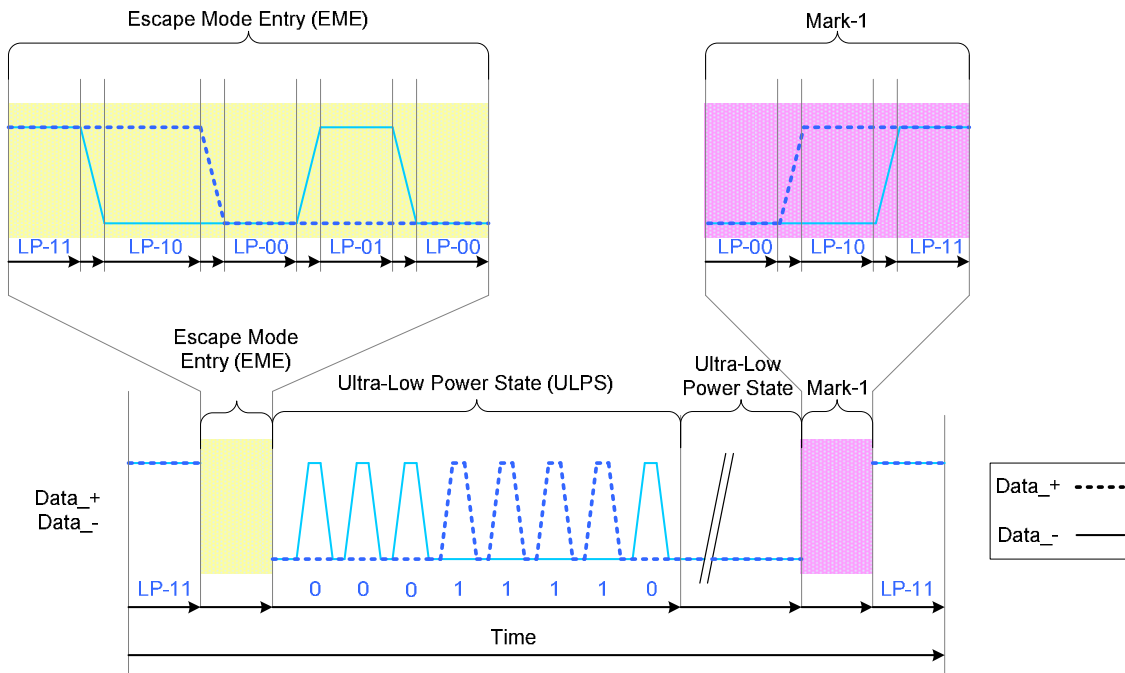 Escape Mode Entry (EME)
Mark-1
LP-11 LP-10 LP-00 LP-01 LP-00
LP-00 LP-10 LP-11
Escape Mode
Entry (EME)
Ultra-Low Power State (ULPS)
Ultra-Low
Power State
Mark-1
Data_+
Data_-
Data_+
Data_-
LP-11 0 0 0 1 1 1 1 0 LP-11
Time